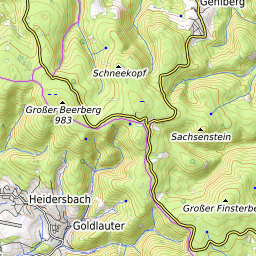 Gehlberg
Schneekopf
Großer Beerberg
983
Sachsenstein
Heidersbach
Großer Finsterbe
Goldlauter